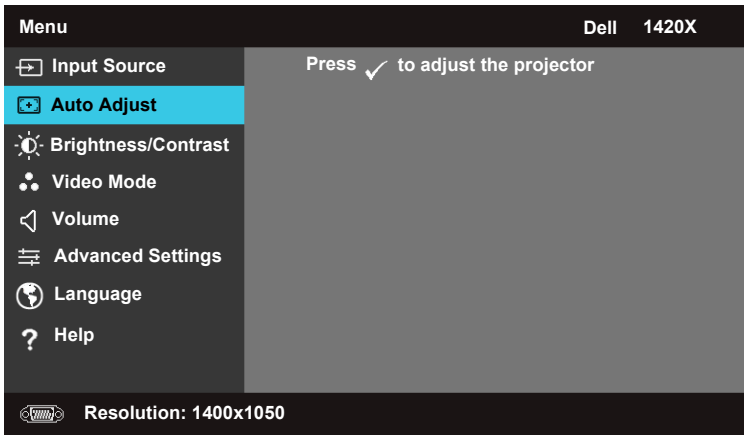 Menu Dell 1420X
Input Source
Press ✓ to adjust the projector
Auto Adjust
Brightness/Contrast
Video Mode
Volume
Advanced Settings
Language
? Help
Resolution: 1400x1050